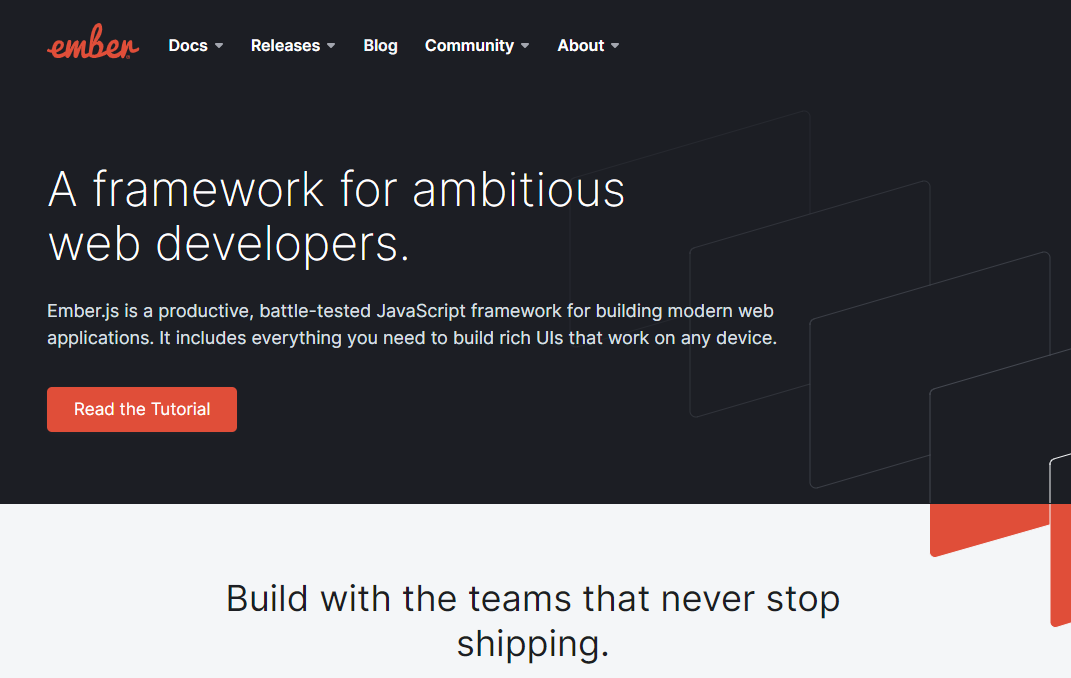 ember
Docs
Releases
Blog
Community
About
A framework for ambitious
web developers.
Ember.js is a productive, battle-tested JavaScript framework for building modern web
applications. It includes everything you need to build rich UIs that work on any device.
Read the Tutorial
Build with the teams that never stop
shipping.